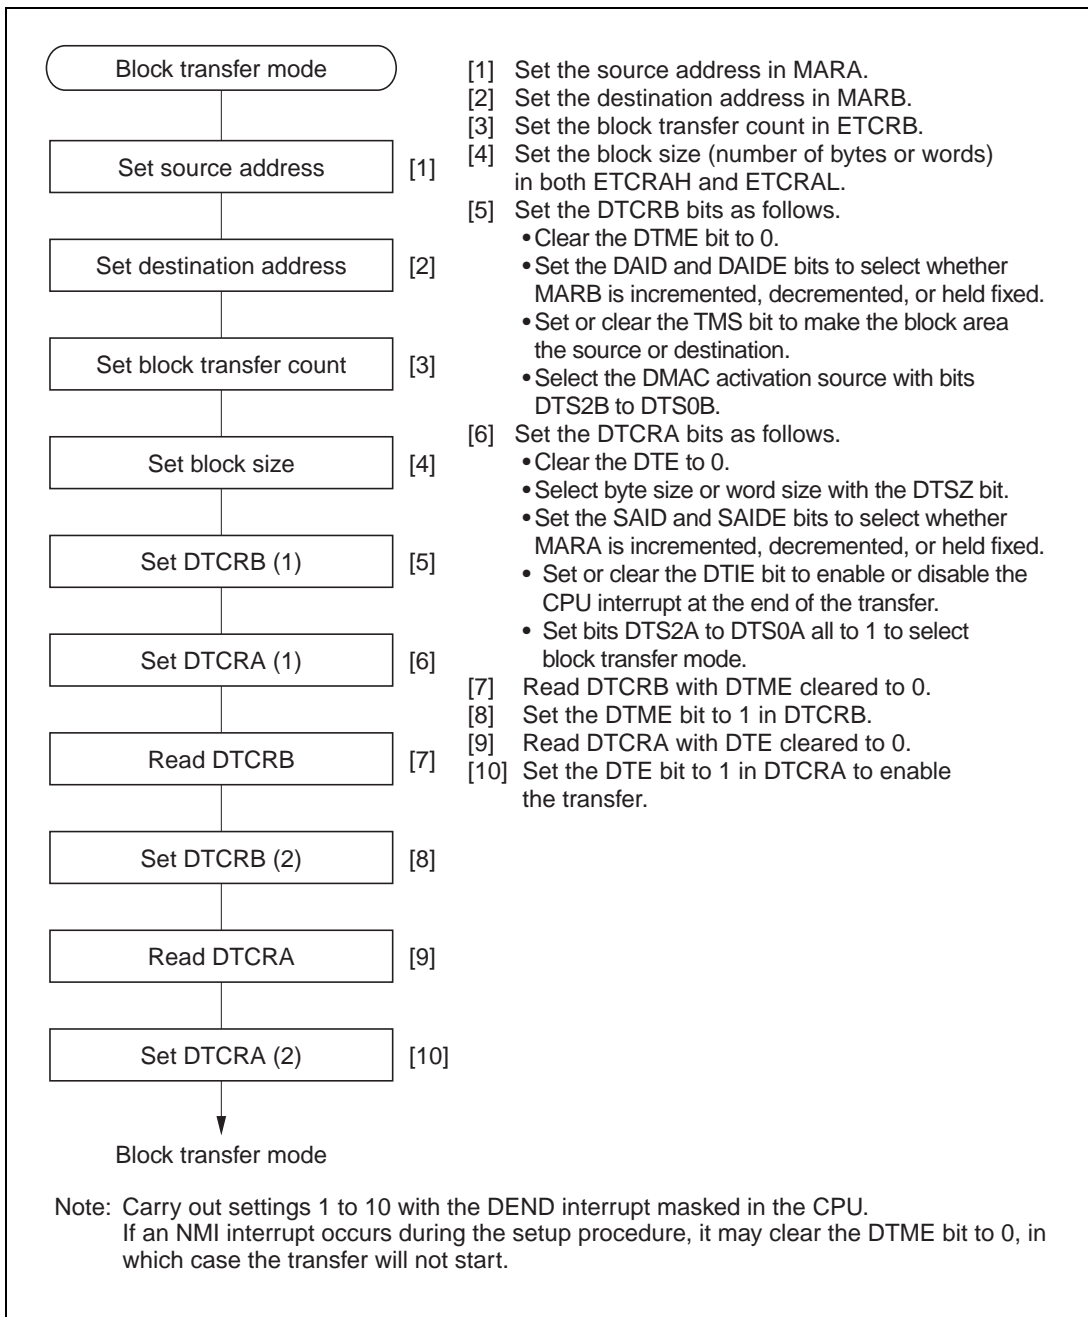 Block transfer mode
Set source address [1]
Set destination address [2]
Set block transfer count [3]
Set block size [4]
Set DTCRB (1) [5]
Set DTCRA (1) [6]
Read DTCRB [7]
Set DTCRB (2) [8]
Read DTCRA [9]
Set DTCRA (2) [10]
Block transfer mode
[1] Set the source address in MARA.
[2] Set the destination address in MARB.
[3] Set the block transfer count in ETCRB.
[4] Set the block size (number of bytes or words)
in both ETCRAH and ETCRAL.
[5] Set the DTCRB bits as follows.
• Clear the DTME bit to 0.
• Set the DAID and DAIDE bits to select whether
MARB is incremented, decremented, or held fixed.
• Set or clear the TMS bit to make the block area
the source or destination.
• Select the DMAC activation source with bits
DTS2B to DTS0B.
[6] Set the DTCRA bits as follows.
• Clear the DTE to 0.
• Select byte size or word size with the DTSZ bit.
• Set the SAID and SAIDE bits to select whether
MARA is incremented, decremented, or held fixed.
• Set or clear the DTIE bit to enable or disable the
CPU interrupt at the end of the transfer.
• Set bits DTS2A to DTS0A all to 1 to select
block transfer mode.
[7] Read DTCRB with DTME cleared to 0.
[8] Set the DTME bit to 1 in DTCRB.
[9] Read DTCRA with DTE cleared to 0.
[10] Set the DTE bit to 1 in DTCRA to enable
the transfer.
Note: Carry out settings 1 to 10 with the DEND interrupt masked in the CPU.
If an NMI interrupt occurs during the setup procedure, it may clear the DTME bit to 0, in
which case the transfer will not start.